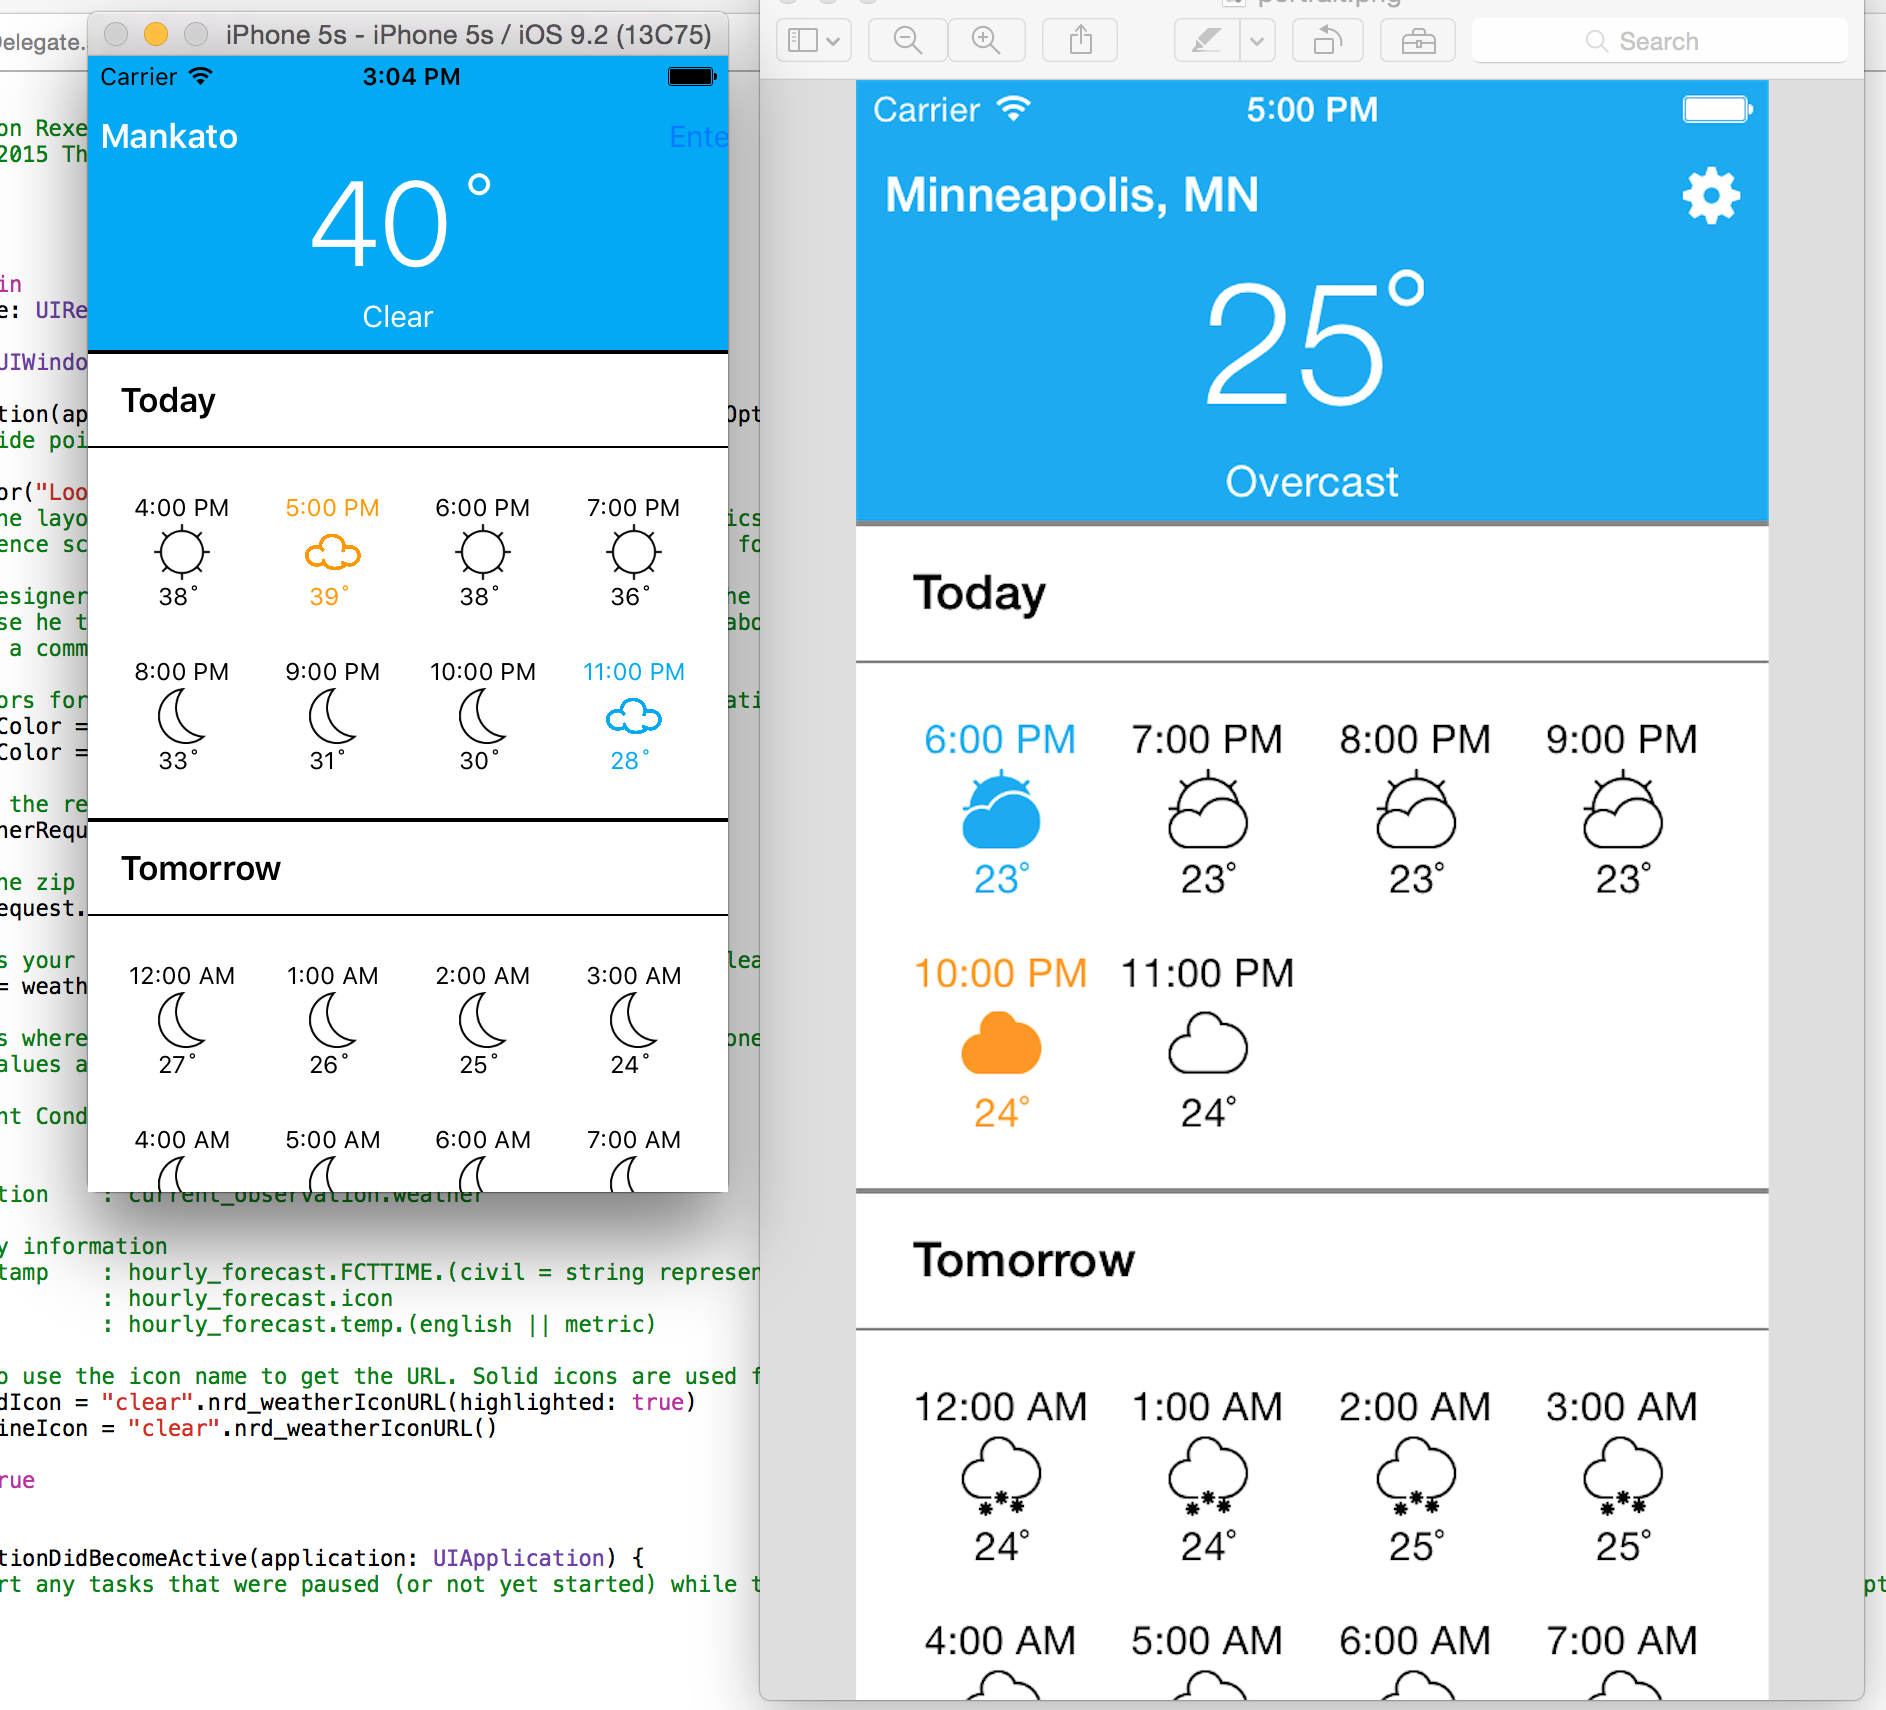 iPhone 5s - iPhone 5s / iOS 9.2 (13C75)
Carrier 3:04 PM
Mankato Ente
40°
Clear
Today
4:00 PM 5:00 PM 6:00 PM 7:00 PM
38° 39° 38° 36°
8:00 PM 9:00 PM 10:00 PM 11:00 PM
33° 31° 30° 28°
Tomorrow
12:00 AM 1:00 AM 2:00 AM 3:00 AM
27° 26° 25° 24°
4:00 AM 5:00 AM 6:00 AM 7:00 AM
Search
Carrier 5:00 PM
Minneapolis, MN
25°
Overcast
Today
6:00 PM 7:00 PM 8:00 PM 9:00 PM
23° 23° 23° 23°
10:00 PM 11:00 PM
24° 24°
Tomorrow
12:00 AM 1:00 AM 2:00 AM 3:00 AM
24° 24° 25° 25°
4:00 AM 5:00 AM 6:00 AM 7:00 AM
elegate.
on Rexe
2015 Th
in
e: UIRe
UIWindo
tion(ap Opt
ide poi
or("Loo
ne layo ics
ence sc fo
esigner he
se he t abo
a comm
ors for ati
Color =
Color =
the re
nerRequ
ne zip
equest.
s your lea
= weath
s where one
alues a
nt Cond
tion : current_observation.weather
y information
tamp : hourly_forecast.FCTTIME.(civil = string represen
: hourly_forecast.icon
: hourly_forecast.temp.(english || metric)
o use the icon name to get the URL. Solid icons are used f
dIcon = "clear".nrd_weatherIconURL(highlighted: true)
ineIcon = "clear".nrd_weatherIconURL()
rue
tionDidBecomeActive(application: UIApplication) {
rt any tasks that were paused (or not yet started) while t pt